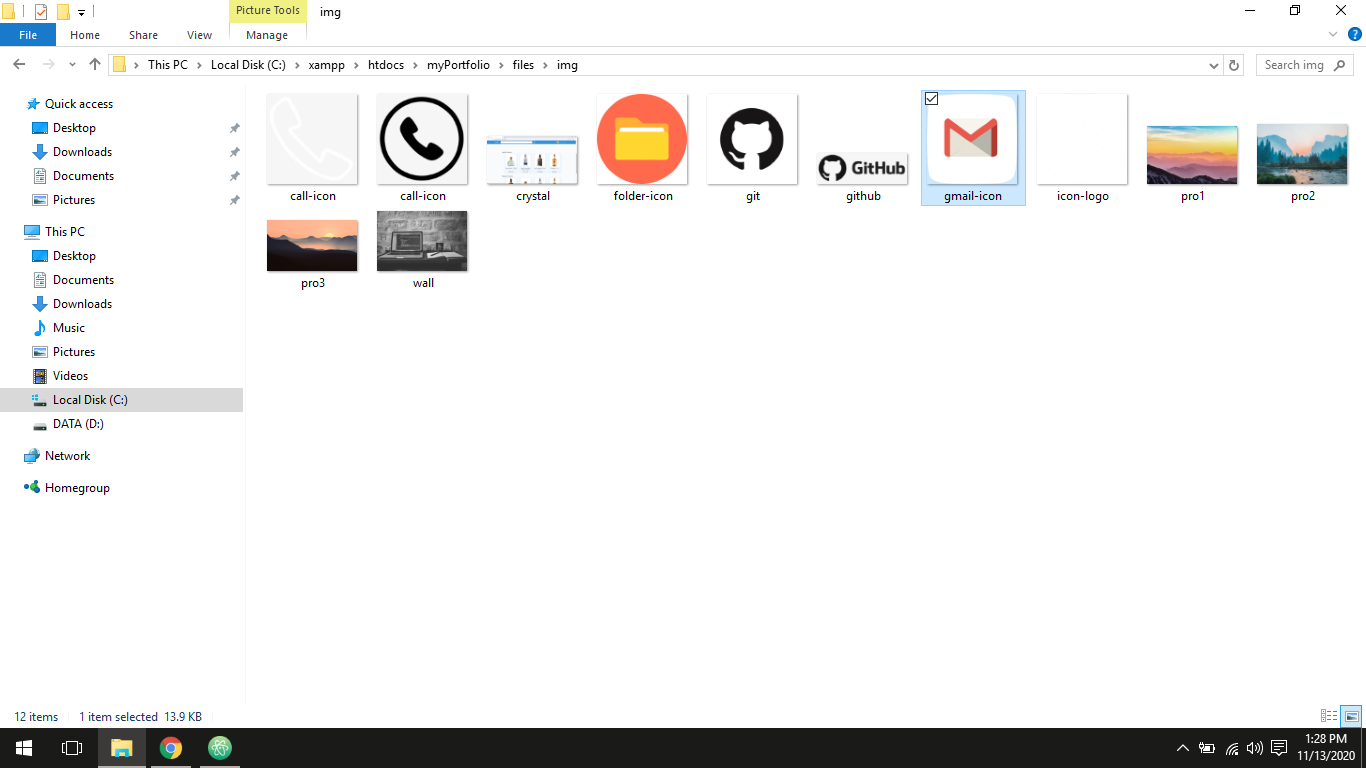 Picture Tools
img
File
Home
Share
View
Manage
This PC
Local Disk (C:)
xampp
htdocs
myPortfolio
files
img
Search img
Quick access
Desktop
Downloads
Documents
Pictures
This PC
Desktop
Documents
Downloads
Music
Pictures
Videos
Local Disk (C:)
DATA (D:)
Network
Homegroup
call-icon
call-icon
crystal
folder-icon
git
GitHub
github
gmail-icon
icon-logo
pro1
pro2
pro3
wall
12 items
1 item selected 13.9 KB
1:28 PM
11/13/2020